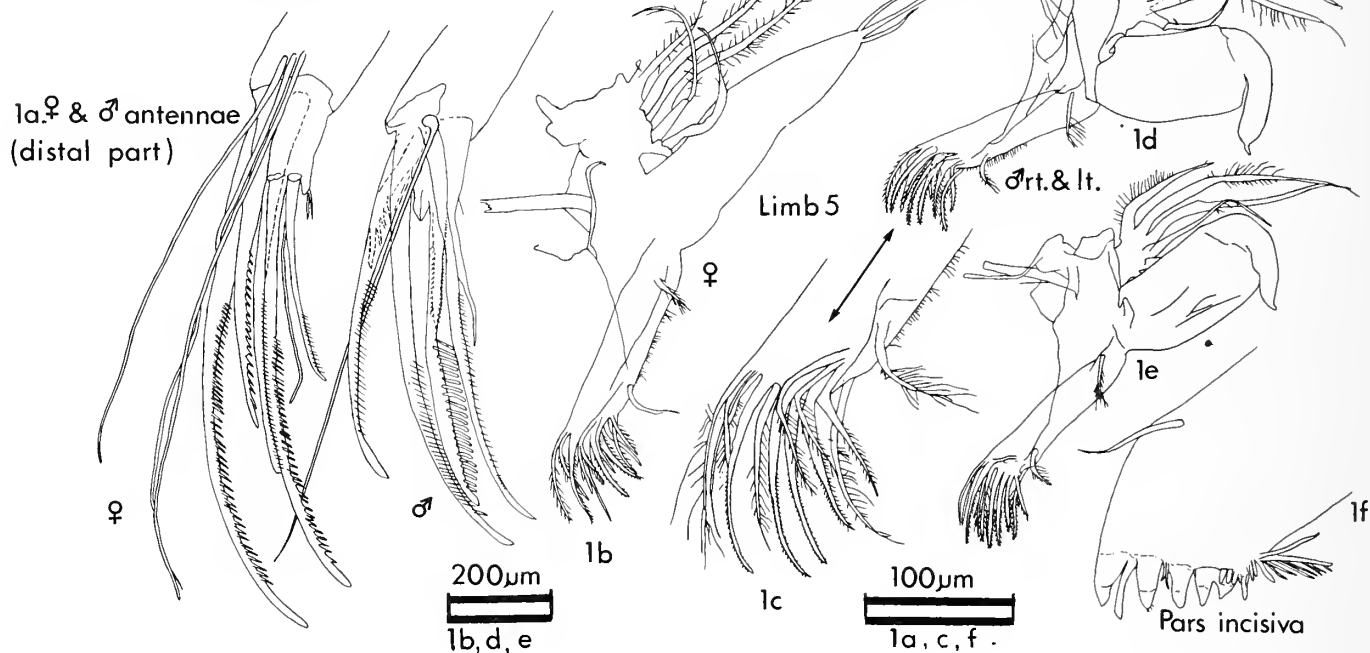 1a.♀ & ♂ antennae
(distal part)
1d
♂rt. & lt.
Limb 5
♀
1e
♀
♂
1b
1f
200µm
1b, d, e
1c
100µm
1a, c, f .
Pars incisiva